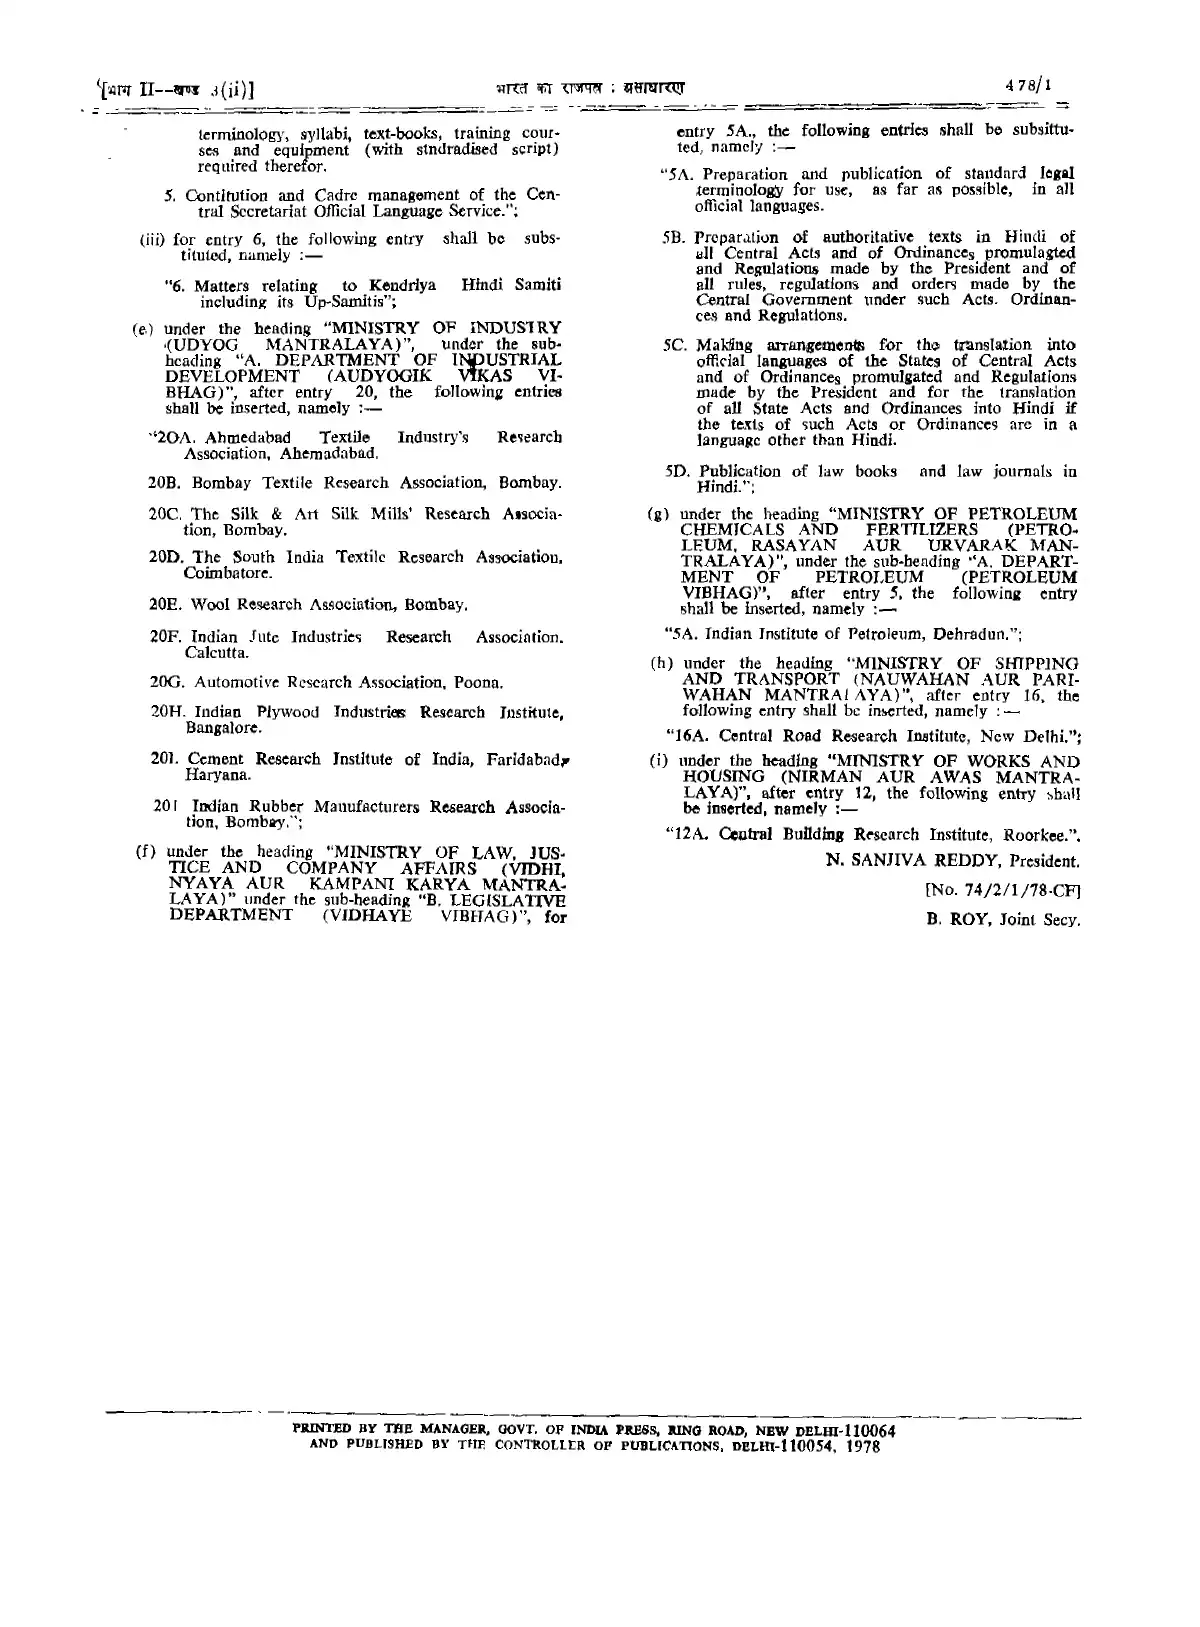 [भाग II--खण्ड 3(ii)]
भारत का राजपत्र : असाधारण
478/1
terminology, syllabi, text-books, training cour-
ses and equipment (with stndradised script)
required therefor.
5. Contitution and Cadre management of the Cen-
tral Secretariat Official Language Service.";
(iii) for entry 6, the following entry shall be subs-
tituted, namely :—
"6. Matters relating to Kendriya Hindi Samiti
including its Up-Samitis";
(e) under the heading "MINISTRY OF INDUSTRY
(UDYOG MANTRALAYA)", under the sub-
heading "A. DEPARTMENT OF INDUSTRIAL
DEVELOPMENT (AUDYOGIK VIKAS VI-
BHAG)", after entry 20, the following entries
shall be inserted, namely :—
"20A. Ahmedabad Textile Industry's Research
Association, Ahemadabad.
20B. Bombay Textile Research Association, Bombay.
20C. The Silk & Art Silk Mills' Research Associa-
tion, Bombay.
20D. The South India Textile Research Association,
Coimbatore.
20E. Wool Research Association, Bombay.
20F. Indian Jute Industries Research Association.
Calcutta.
20G. Automotive Research Association, Poona.
20H. Indian Plywood Industries Research Institute,
Bangalore.
20I. Cement Research Institute of India, Faridabad,
Haryana.
20J Indian Rubber Manufacturers Research Associa-
tion, Bombay.";
(f) under the heading "MINISTRY OF LAW, JUS-
TICE AND COMPANY AFFAIRS (VIDHI,
NYAYA AUR KAMPANI KARYA MANTRA-
LAYA)" under the sub-heading "B. LEGISLATIVE
DEPARTMENT (VIDHAYE VIBHAG)", for
entry 5A., the following entries shall be subsittu-
ted, namely :—
"5A. Preparation and publication of standard legal
terminology for use, as far as possible, in all
official languages.
5B. Preparation of authoritative texts in Hindi of
all Central Acts and of Ordinances promulagted
and Regulations made by the President and of
all rules, regulations and orders made by the
Central Government under such Acts. Ordinan-
ces and Regulations.
5C. Making arrangements for the translation into
official languages of the States of Central Acts
and of Ordinances promulgated and Regulations
made by the President and for the translation
of all State Acts and Ordinances into Hindi if
the texts of such Acts or Ordinances are in a
language other than Hindi.
5D. Publication of law books and law journals in
Hindi.";
(g) under the heading "MINISTRY OF PETROLEUM
CHEMICALS AND FERTILIZERS (PETRO-
LEUM, RASAYAN AUR URVARAK MAN-
TRALAYA)", under the sub-heading "A. DEPART-
MENT OF PETROLEUM (PETROLEUM
VIBHAG)", after entry 5, the following entry
shall be inserted, namely :—
"5A. Indian Institute of Petroleum, Dehradun.";
(h) under the heading "MINISTRY OF SHIPPING
AND TRANSPORT (NAUWAHAN AUR PARI-
WAHAN MANTRALAYA)", after entry 16, the
following entry shall be inserted, namely :—
"16A. Central Road Research Institute, New Delhi.";
(i) under the heading "MINISTRY OF WORKS AND
HOUSING (NIRMAN AUR AWAS MANTRA-
LAYA)", after entry 12, the following entry shall
be inserted, namely :—
"12A. Central Building Research Institute, Roorkee.".
N. SANJIVA REDDY, President.
[No. 74/2/1/78-CF]
B. ROY, Joint Secy.
PRINTED BY THE MANAGER, GOVT. OF INDIA PRESS, RING ROAD, NEW DELHI-110064
AND PUBLISHED BY THE CONTROLLER OF PUBLICATIONS, DELHI-110054, 1978